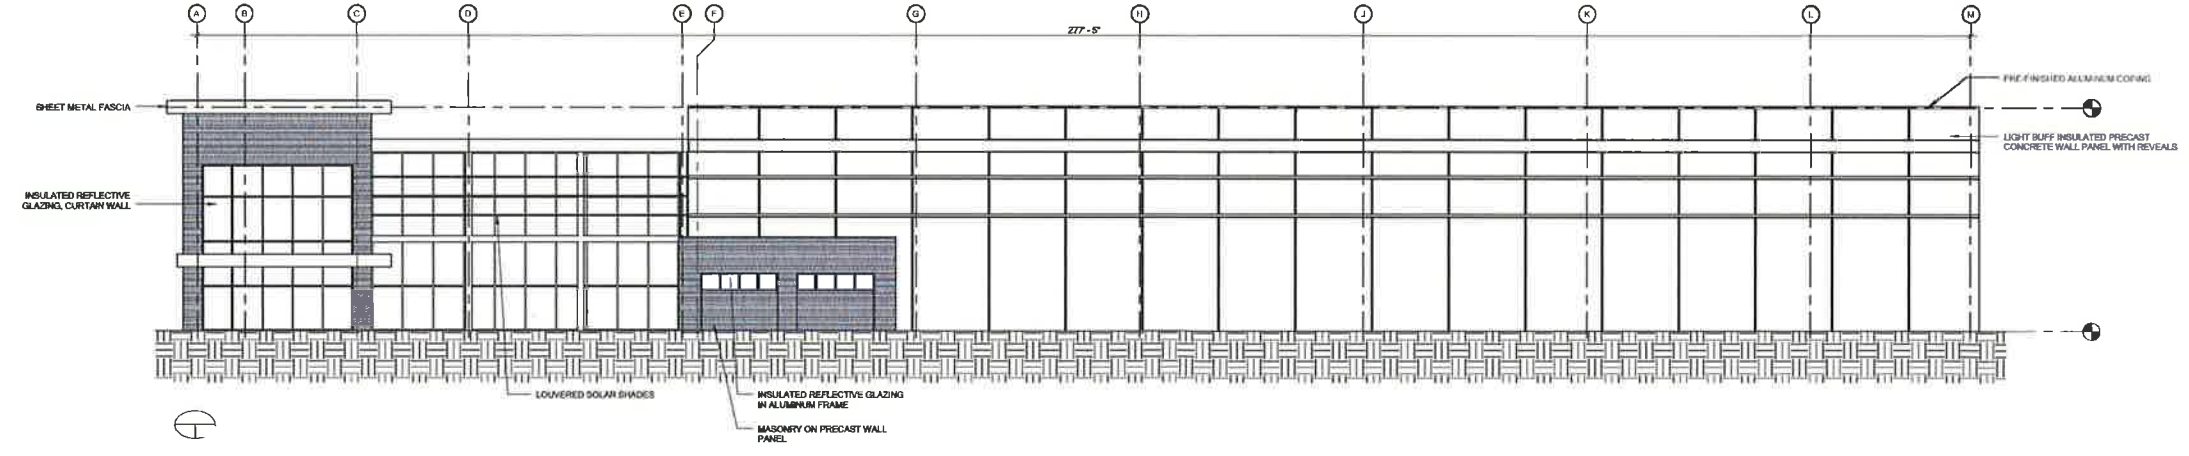 A B C D E F G H J K L M
277' - 5"
PRE-FINISHED ALUMINUM COPING
SHEET METAL FASCIA
LIGHT BUFF INSULATED PRECAST
CONCRETE WALL PANEL WITH REVEALS
INSULATED REFLECTIVE
GLAZING, CURTAIN WALL
LOUVERED SOLAR SHADES
INSULATED REFLECTIVE GLAZING
IN ALUMINUM FRAME
MASONRY ON PRECAST WALL
PANEL